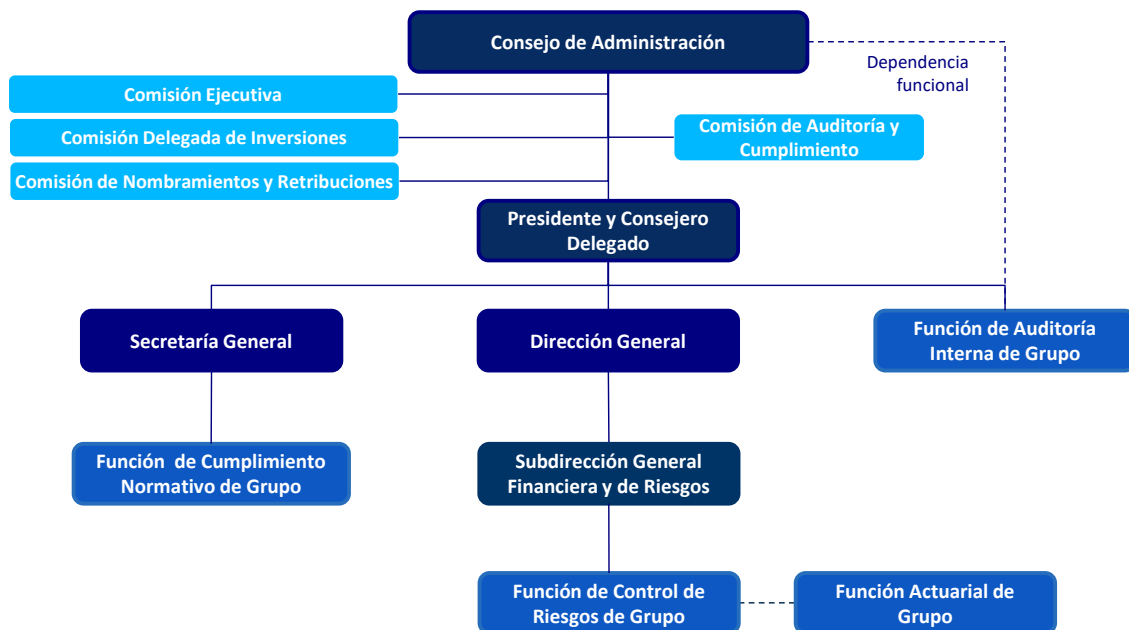 Consejo de Administración
Dependencia
funcional
Comisión Ejecutiva
Comisión Delegada de Inversiones
Comisión de Auditoría y
Cumplimiento
Comisión de Nombramientos y Retribuciones
Presidente y Consejero
Delegado
Secretaría General
Dirección General
Función de Auditoría
Interna de Grupo
Función de Cumplimiento
Normativo de Grupo
Subdirección General
Financiera y de Riesgos
Función de Control de
Riesgos de Grupo
Función Actuarial de
Grupo